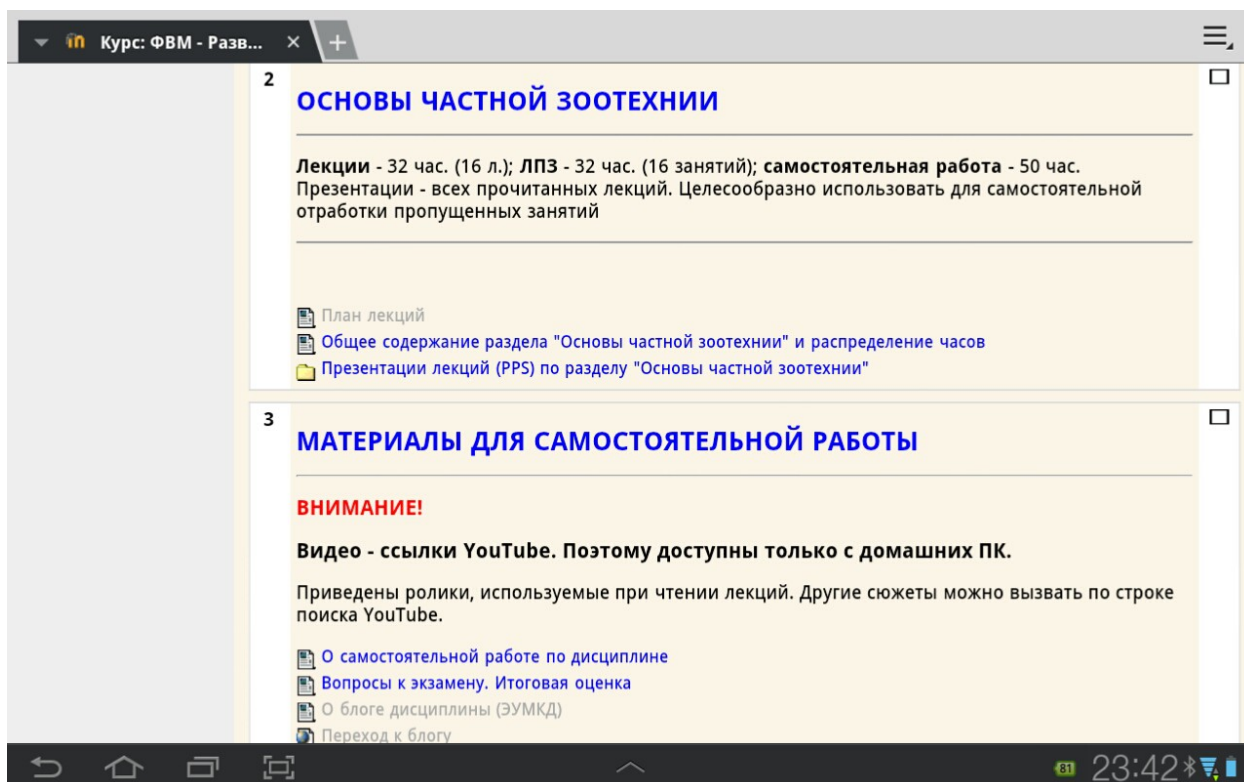 Курс: ФВМ - Разв...
2
ОСНОВЫ ЧАСТНОЙ ЗООТЕХНИИ
Лекции - 32 час. (16 л.); ЛПЗ - 32 час. (16 занятий); самостоятельная работа - 50 час.
Презентации - всех прочитанных лекций. Целесообразно использовать для самостоятельной
отработки пропущенных занятий
План лекций
Общее содержание раздела "Основы частной зоотехнии" и распределение часов
Презентации лекций (PPS) по разделу "Основы частной зоотехнии"
3
МАТЕРИАЛЫ ДЛЯ САМОСТОЯТЕЛЬНОЙ РАБОТЫ
ВНИМАНИЕ!
Видео - ссылки YouTube. Поэтому доступны только с домашних ПК.
Приведены ролики, используемые при чтении лекций. Другие сюжеты можно вызвать по строке
поиска YouTube.
О самостоятельной работе по дисциплине
Вопросы к экзамену. Итоговая оценка
О блоге дисциплины (ЭУМКД)
Переход к блогу
81 23:42